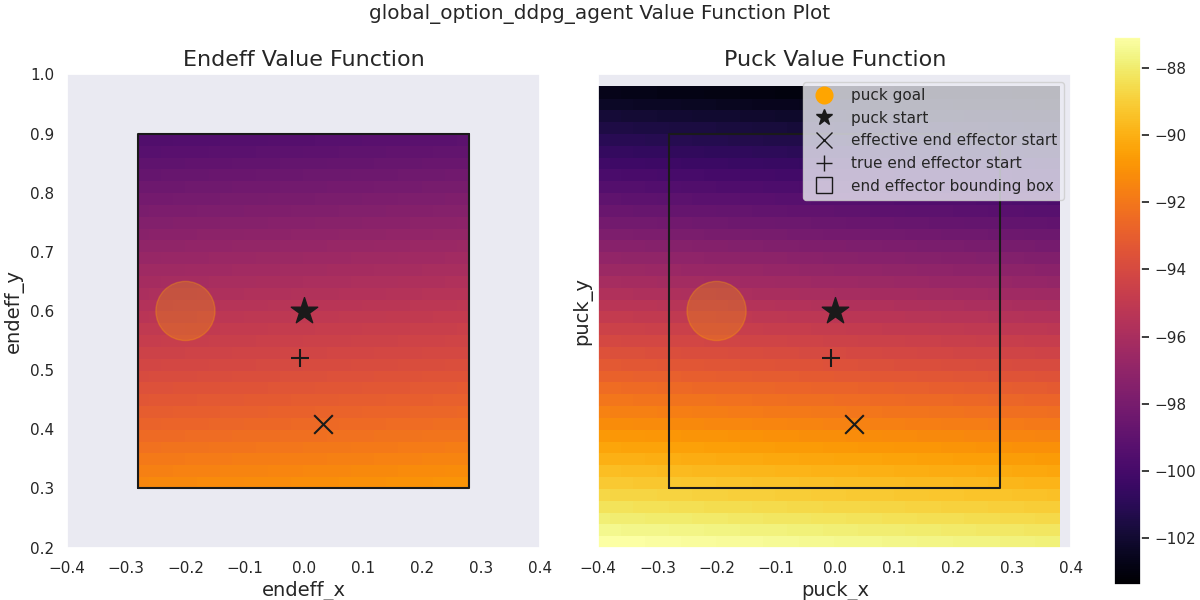 global_option_ddpg_agent Value Function Plot
Endeff Value Function
endeff_y
1.0
0.9
0.8
0.7
0.6
0.5
0.4
0.3
0.2
−0.4 −0.3 −0.2 −0.1 0.0 0.1 0.2 0.3 0.4
endeff_x
Puck Value Function
puck goal
puck start
effective end effector start
true end effector start
end effector bounding box
puck_y
−0.4 −0.3 −0.2 −0.1 0.0 0.1 0.2 0.3 0.4
puck_x
−88
−90
−92
−94
−96
−98
−100
−102